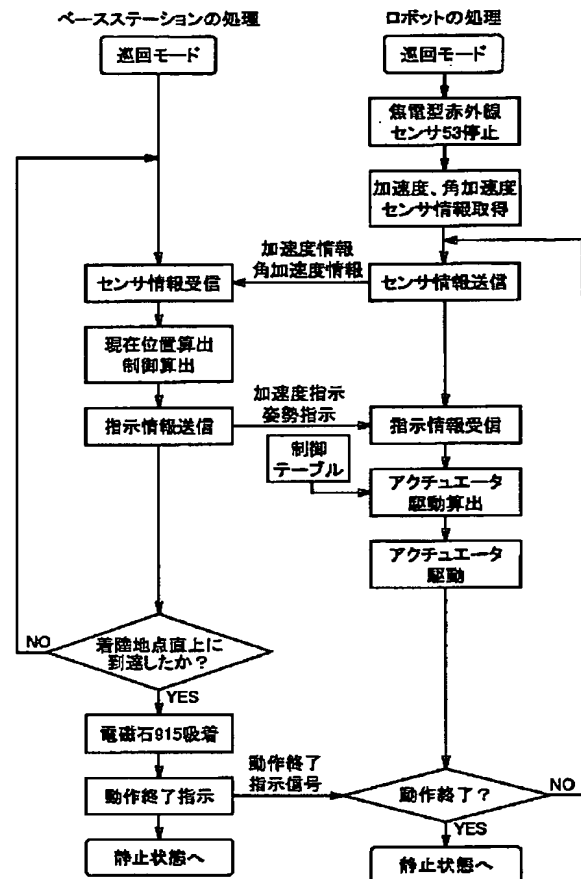 ベースステーションの処理
ロボットの処理
巡回モード
巡回モード
焦電型赤外線
センサ53停止
加速度、角加速度
センサ情報取得
加速度情報
角加速度情報
センサ情報受信
センサ情報送信
現在位置算出
制御算出
加速度指示
姿勢指示
指示情報送信
指示情報受信
制御
テーブル
アクチュエータ
駆動算出
アクチュエータ
駆動
NO
着陸地点直上に
到達したか?
YES
電磁石915吸着
動作終了
指示信号
動作終了指示
動作終了?
NO
YES
静止状態へ
静止状態へ